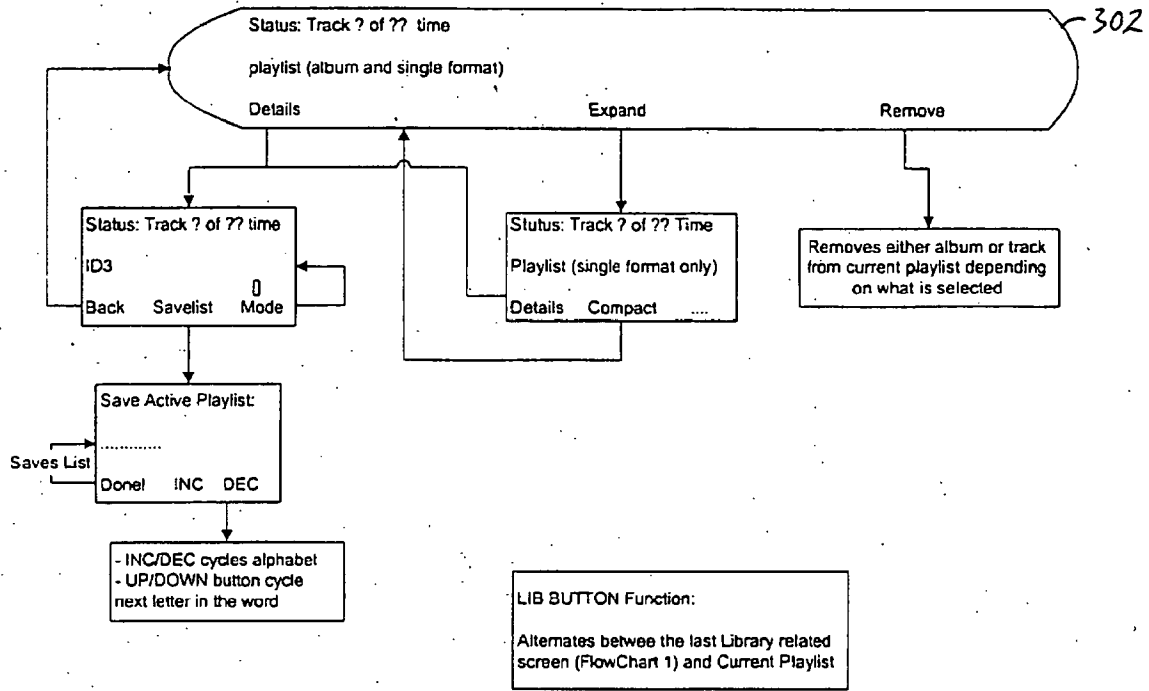 Status: Track ? of ?? time
302
playlist (album and single format)
Details Expand Remove
Status: Track ? of ?? time
ID3
[]
Back Savelist Mode
Stutus: Track ? of ?? Time
Playlist (single format only)
Details Compact ....
Removes either album or track
from current playlist depending
on what is selected
Save Active Playlist:
.............
Saves List
Done! INC DEC
- INC/DEC cycles alphabet
- UP/DOWN button cycle
next letter in the word
LIB BUTTON Function:
Alternates betwee the last Library related
screen (FlowChart 1) and Current Playlist